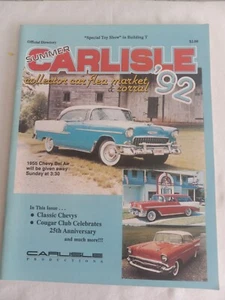 Official Souvenir
"Special Toy Show" in Building T
$2.00
SUMMER
CARLISLE
collector car flea market
& corral
'92
1955 Chevy Bel Air ...
will be given away
Sunday at 2:30
In This Issue . . .
• Classic Chevys
• Cougar Club Celebrates
25th Anniversary
and much more!!!
CARLISLE
PRODUCTIONS